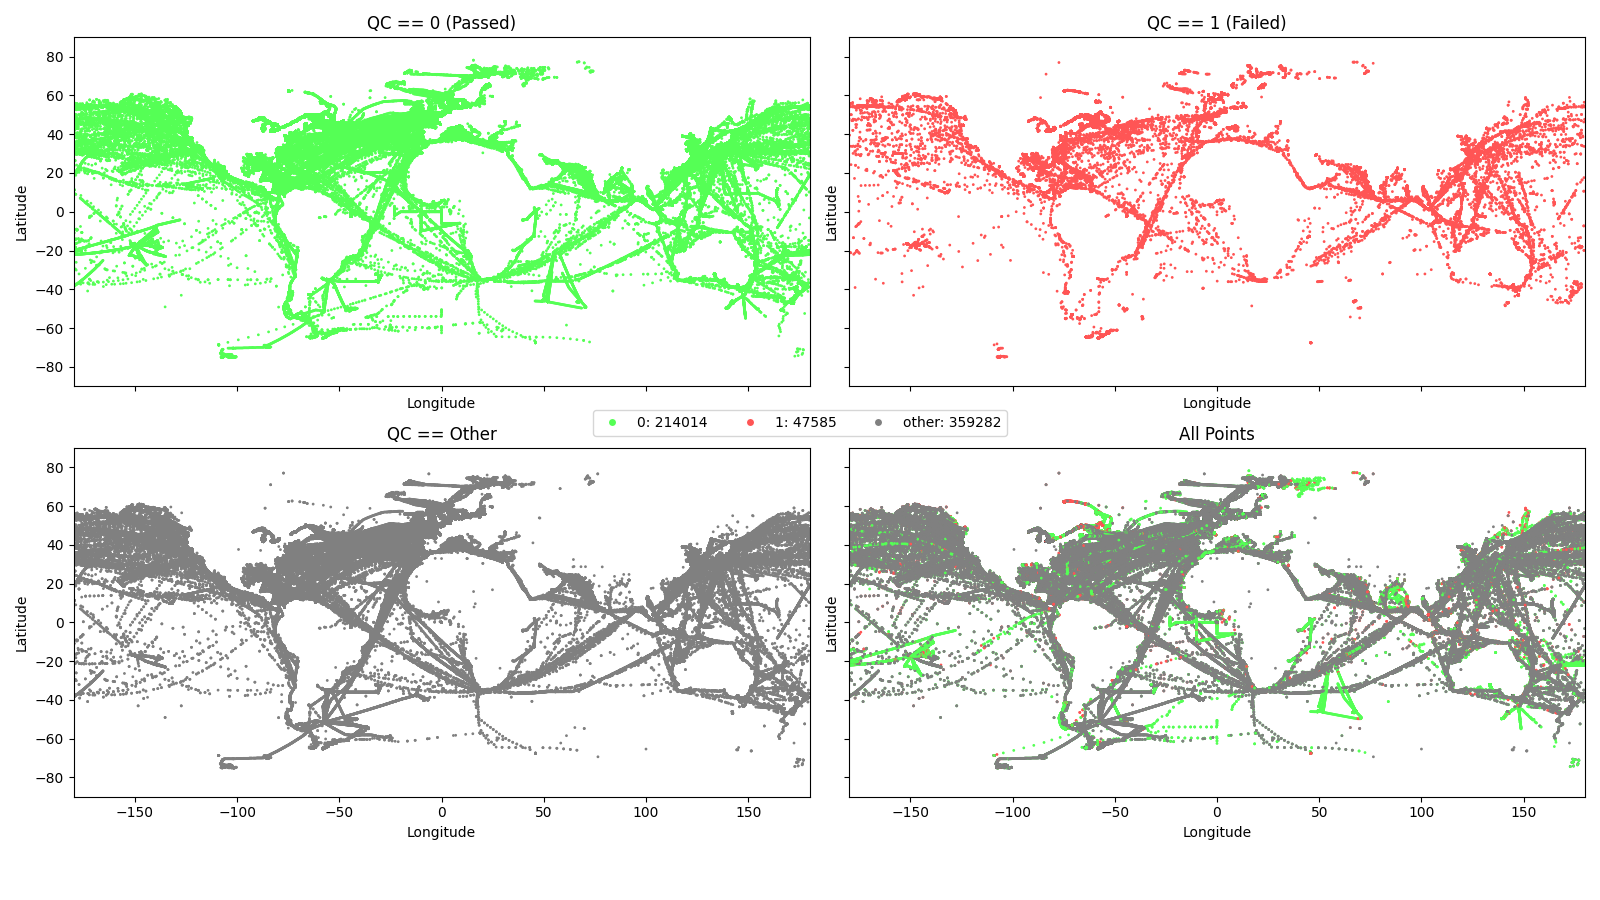 QC == 0 (Passed)
QC == 1 (Failed)
Latitude
80
60
40
20
0
−20
−40
−60
−80
Longitude
Latitude
Longitude
0: 214014
1: 47585
other: 359282
QC == Other
All Points
Latitude
80
60
40
20
0
−20
−40
−60
−80
−150
−100
−50
0
50
100
150
Longitude
Latitude
−150
−100
−50
0
50
100
150
Longitude